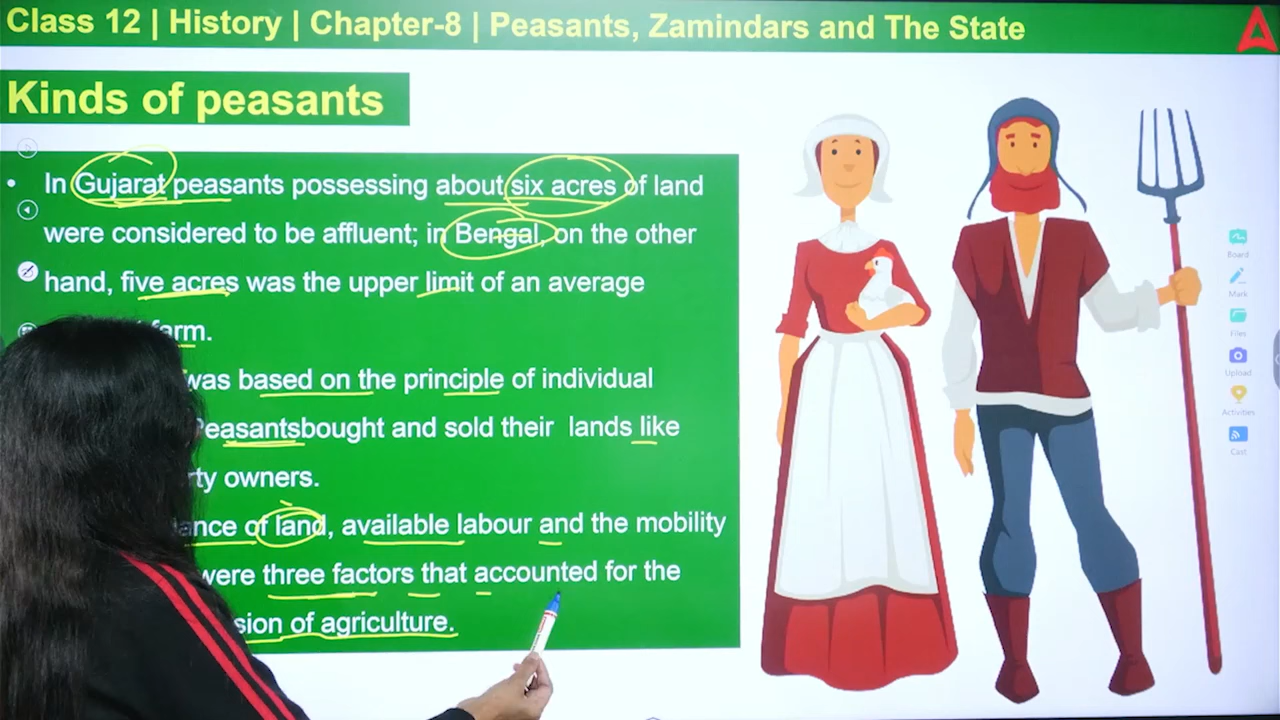 Class 12 | History | Chapter-8 | Peasants, Zamindars and The State
Kinds of peasants
• In Gujarat peasants possessing about six acres of land
were considered to be affluent; in Bengal, on the other
hand, five acres was the upper limit of an average
farm.
was based on the principle of individual
Peasantsbought and sold their lands like
owners.
land, available labour and the mobility
were three factors that accounted for the
of agriculture.
Board
Mark
Files
Upload
Activities
Cast